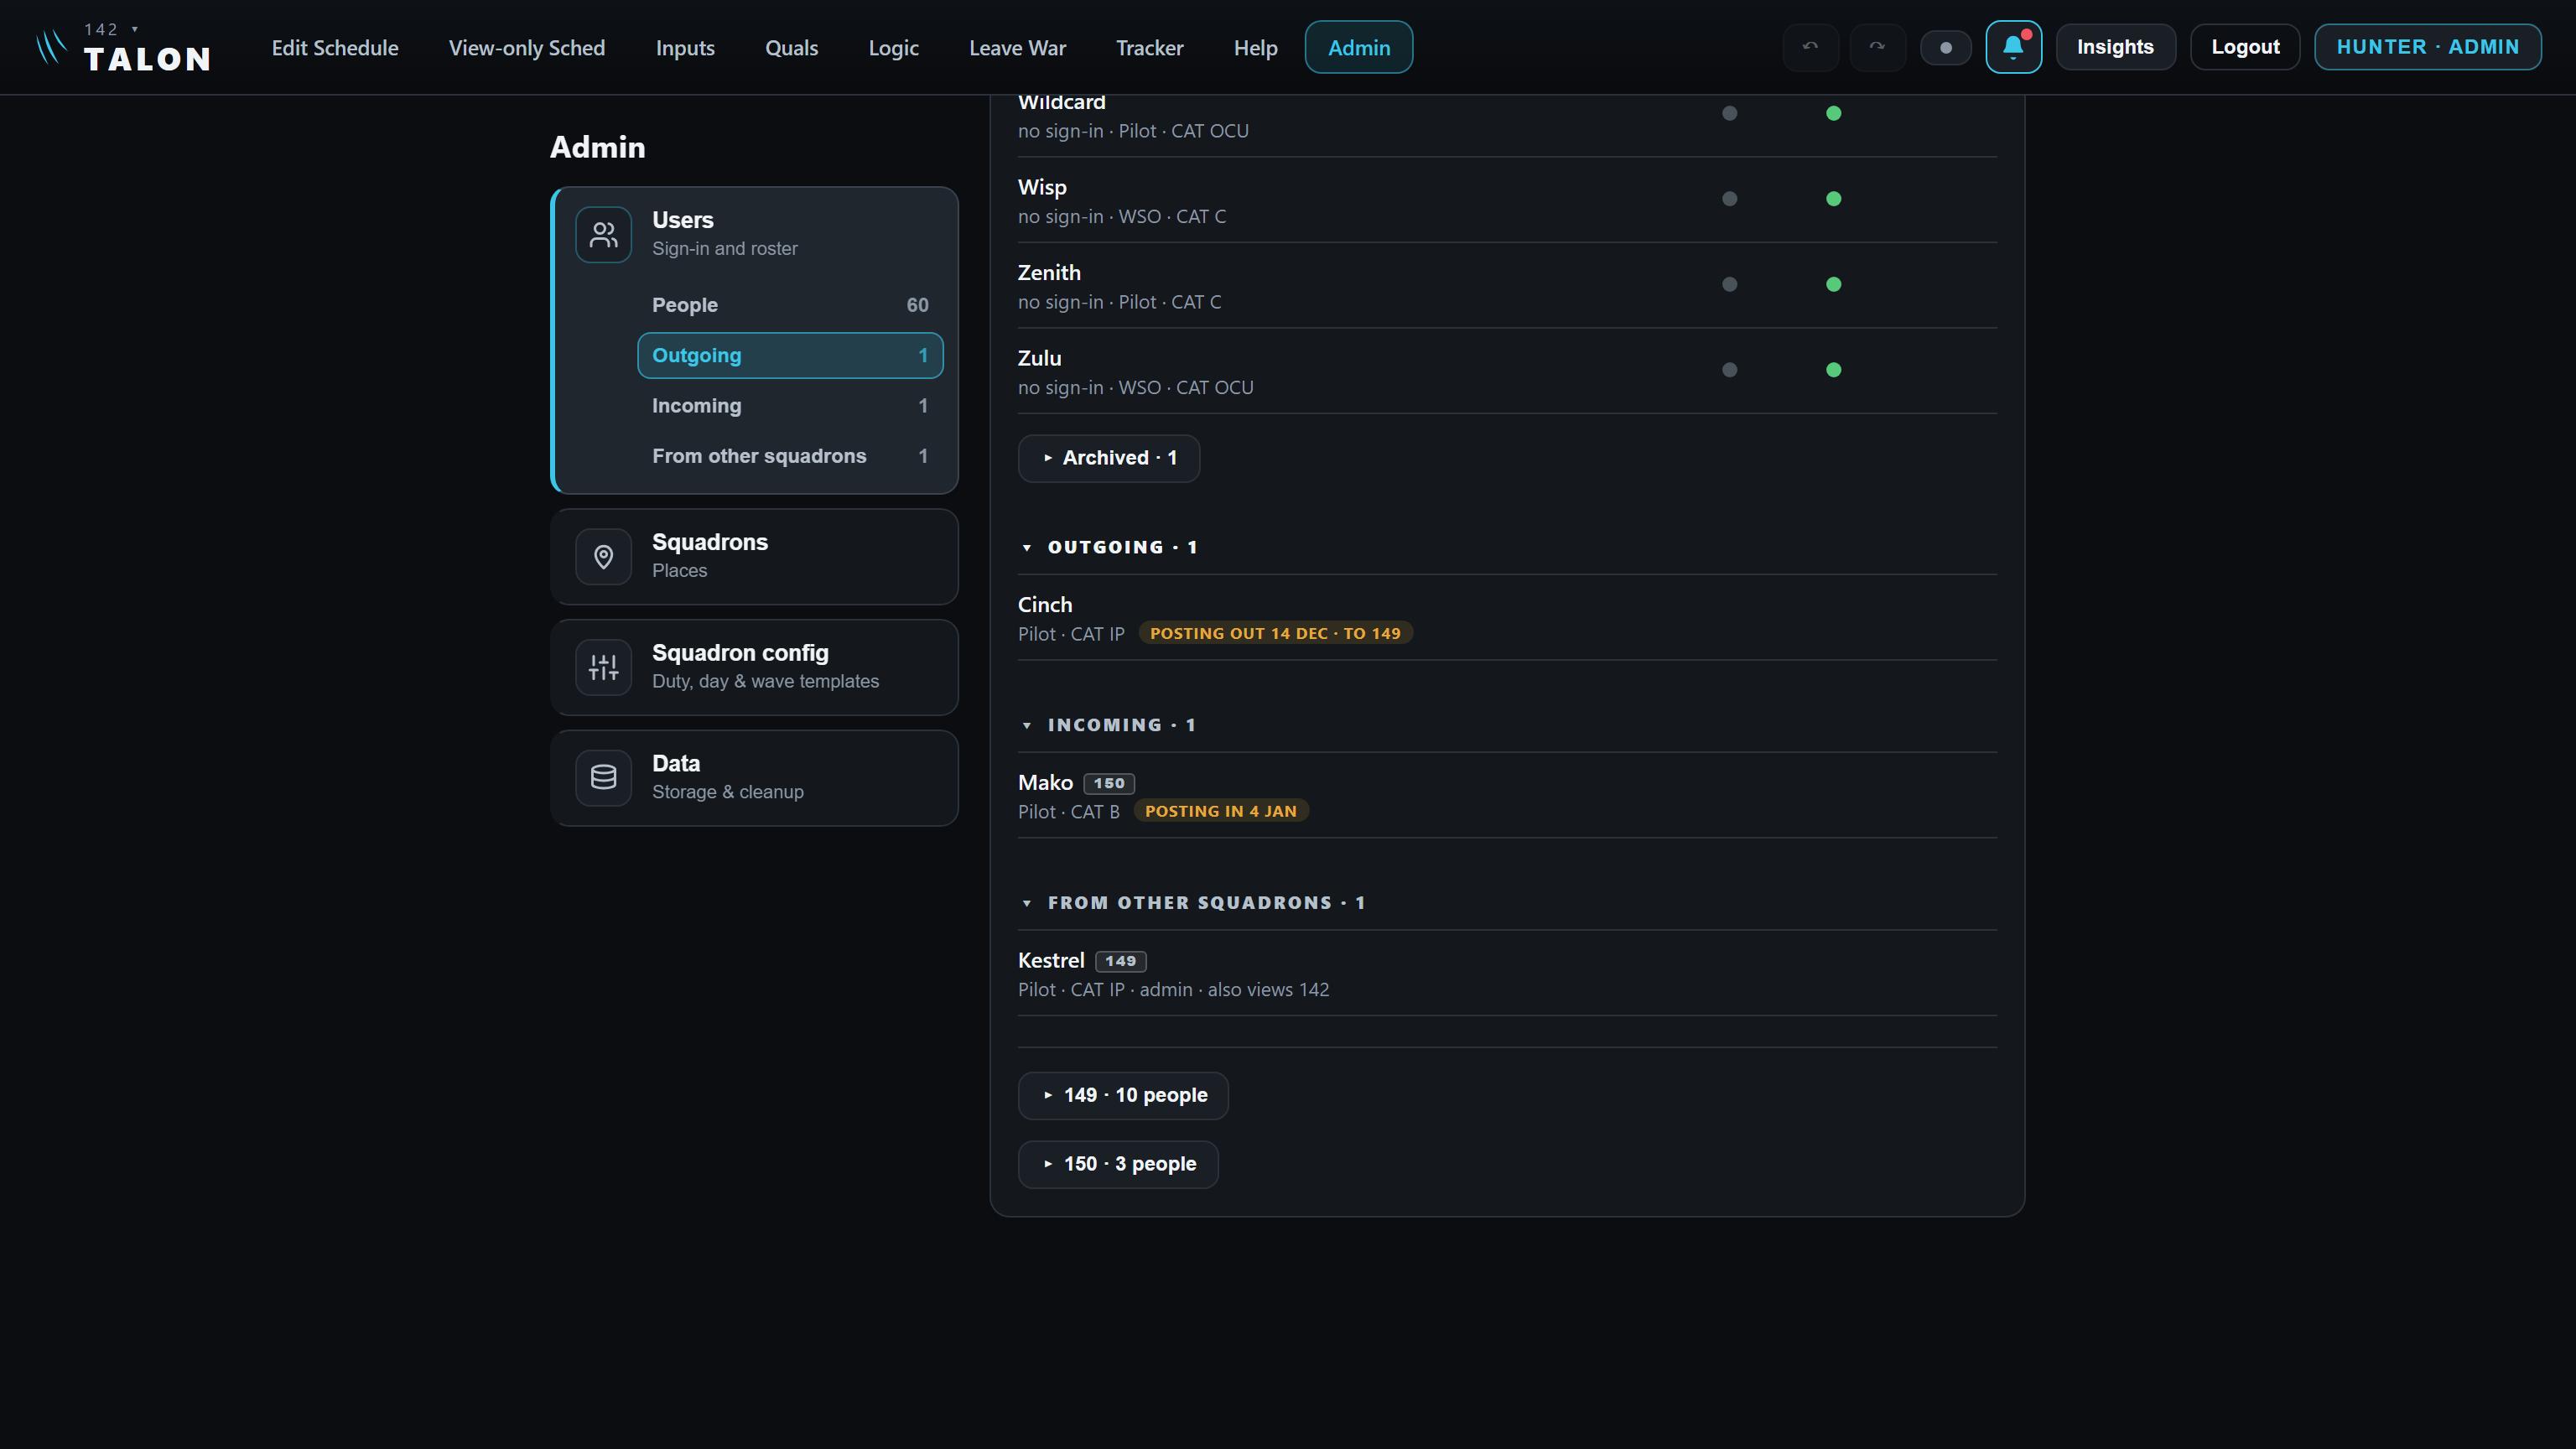 142 ▾
TALON
Edit Schedule
View-only Sched
Inputs
Quals
Logic
Leave War
Tracker
Help
Admin
Insights
Logout
HUNTER · ADMIN
Admin
Users
Sign-in and roster
People 60
Outgoing 1
Incoming 1
From other squadrons 1
Squadrons
Places
Squadron config
Duty, day & wave templates
Data
Storage & cleanup
Wildcard
no sign-in · Pilot · CAT OCU
Wisp
no sign-in · WSO · CAT C
Zenith
no sign-in · Pilot · CAT C
Zulu
no sign-in · WSO · CAT OCU
▸ Archived · 1
▾ OUTGOING · 1
Cinch
Pilot · CAT IP POSTING OUT 14 DEC · TO 149
▾ INCOMING · 1
Mako 150
Pilot · CAT B POSTING IN 4 JAN
▾ FROM OTHER SQUADRONS · 1
Kestrel 149
Pilot · CAT IP · admin · also views 142
▸ 149 · 10 people
▸ 150 · 3 people